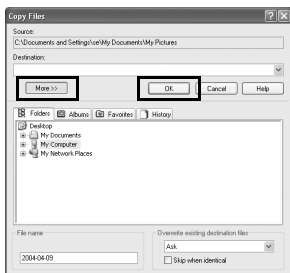 Copy Files
Source:
C:\Documents and Settings\se\My Documents\My Pictures
Destination:
More >> OK Cancel Help
Folders Albums Favorites History
Desktop
My Documents
My Computer
My Network Places
File name Overwrite existing destination files
2004-04-09 Ask
Skip when identical